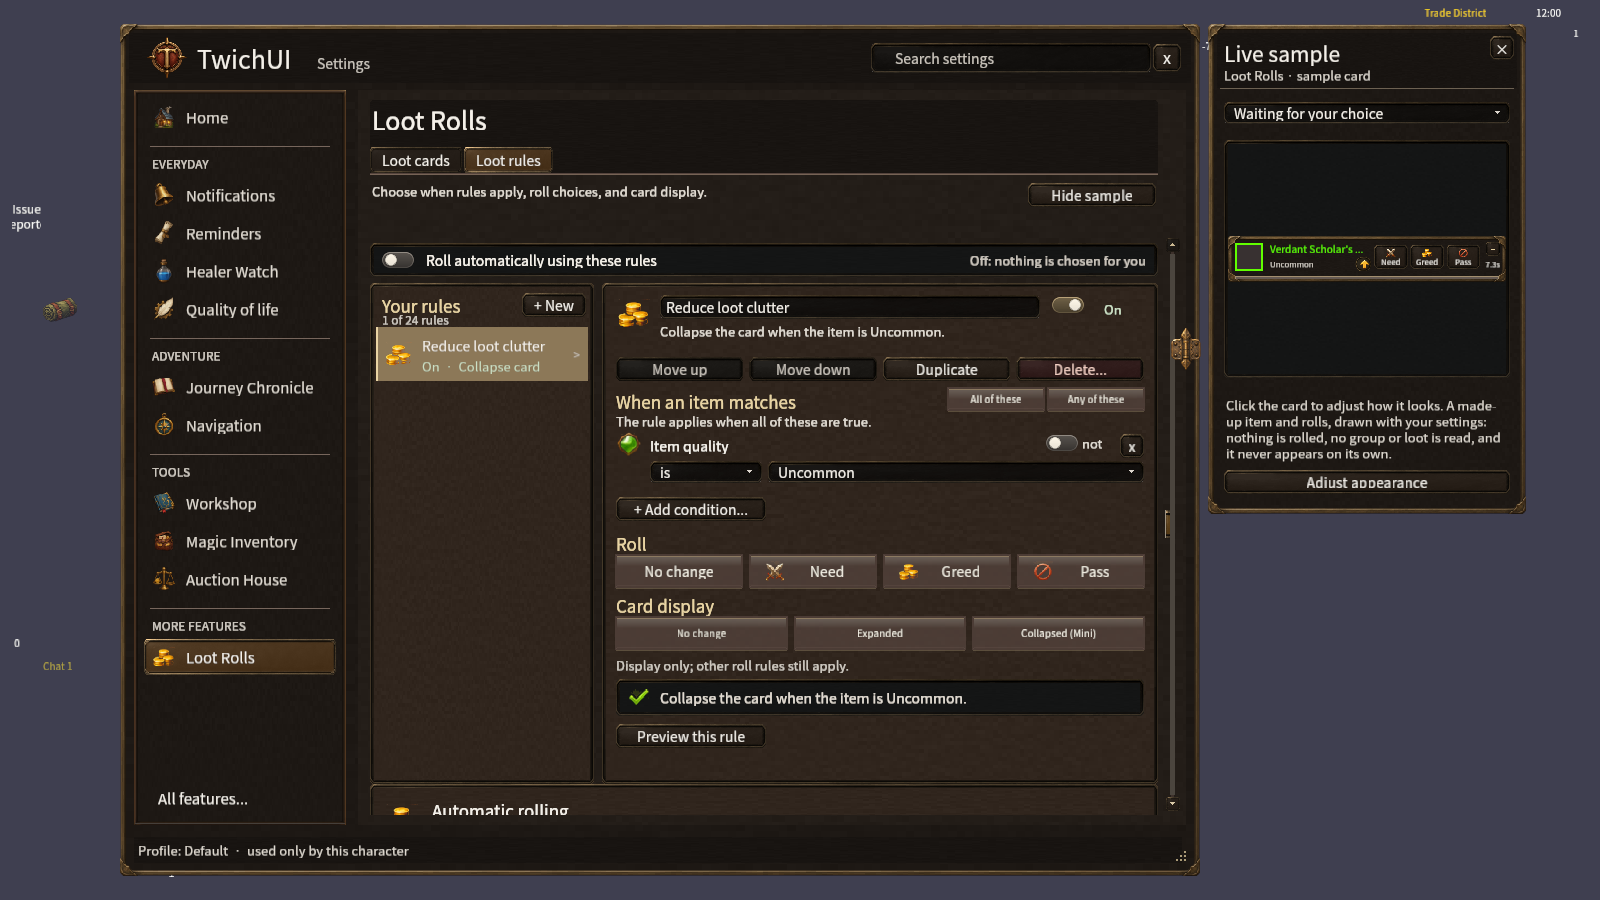 Trade District
12:00
1
TwichUI
Settings
Search settings
x
Home
EVERYDAY
Notifications
Reminders
Healer Watch
Quality of life
ADVENTURE
Journey Chronicle
Navigation
TOOLS
Workshop
Magic Inventory
Auction House
MORE FEATURES
Loot Rolls
All features...
Profile: Default · used only by this character
Loot Rolls
Loot cards
Loot rules
Choose when rules apply, roll choices, and card display.
Hide sample
Roll automatically using these rules
Off: nothing is chosen for you
Your rules
+ New
1 of 24 rules
Reduce loot clutter
On · Collapse card
>
Reduce loot clutter
On
Collapse the card when the item is Uncommon.
Move up
Move down
Duplicate
Delete...
When an item matches
All of these
Any of these
The rule applies when all of these are true.
Item quality
not
x
is
Uncommon
+ Add condition...
Roll
No change
Need
Greed
Pass
Card display
No change
Expanded
Collapsed (Mini)
Display only; other roll rules still apply.
Collapse the card when the item is Uncommon.
Preview this rule
Automatic rolling
Live sample
Loot Rolls · sample card
Waiting for your choice
Verdant Scholar's ...
Uncommon
Need
Greed
Pass
7.3s
Click the card to adjust how it looks. A made-
up item and rolls, drawn with your settings:
nothing is rolled, no group or loot is read, and
it never appears on its own.
Adjust appearance
Issue
eport
0
Chat 1